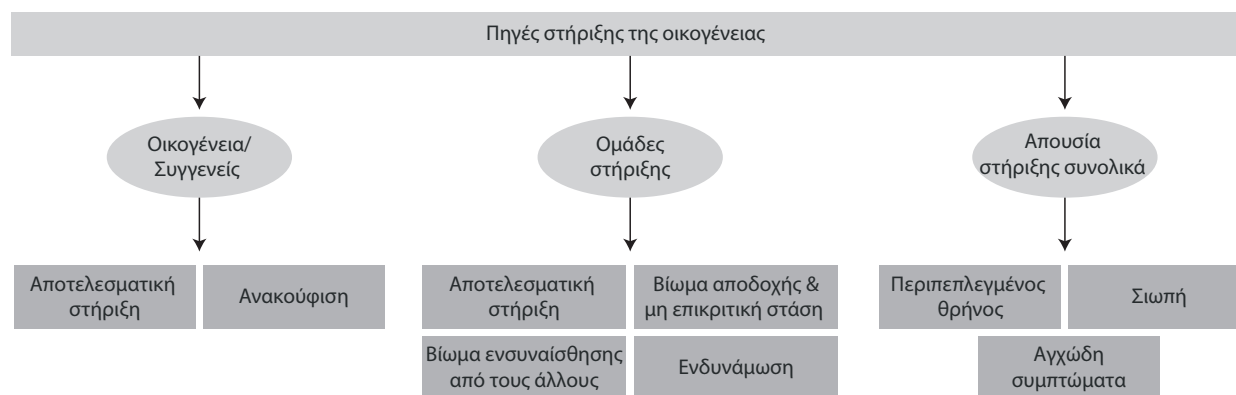 Πηγές στήριξης της οικογένειας
Οικογένεια/
Συγγενείς
Ομάδες
στήριξης
Απουσία
στήριξης συνολικά
Αποτελεσματική
στήριξη
Ανακούφιση
Αποτελεσματική
στήριξη
Βίωμα αποδοχής &
μη επικριτική στάση
Βίωμα ενσυναίσθησης
από τους άλλους
Ενδυνάμωση
Περιπεπλεγμένος
θρήνος
Σιωπή
Αγχώδη
συμπτώματα